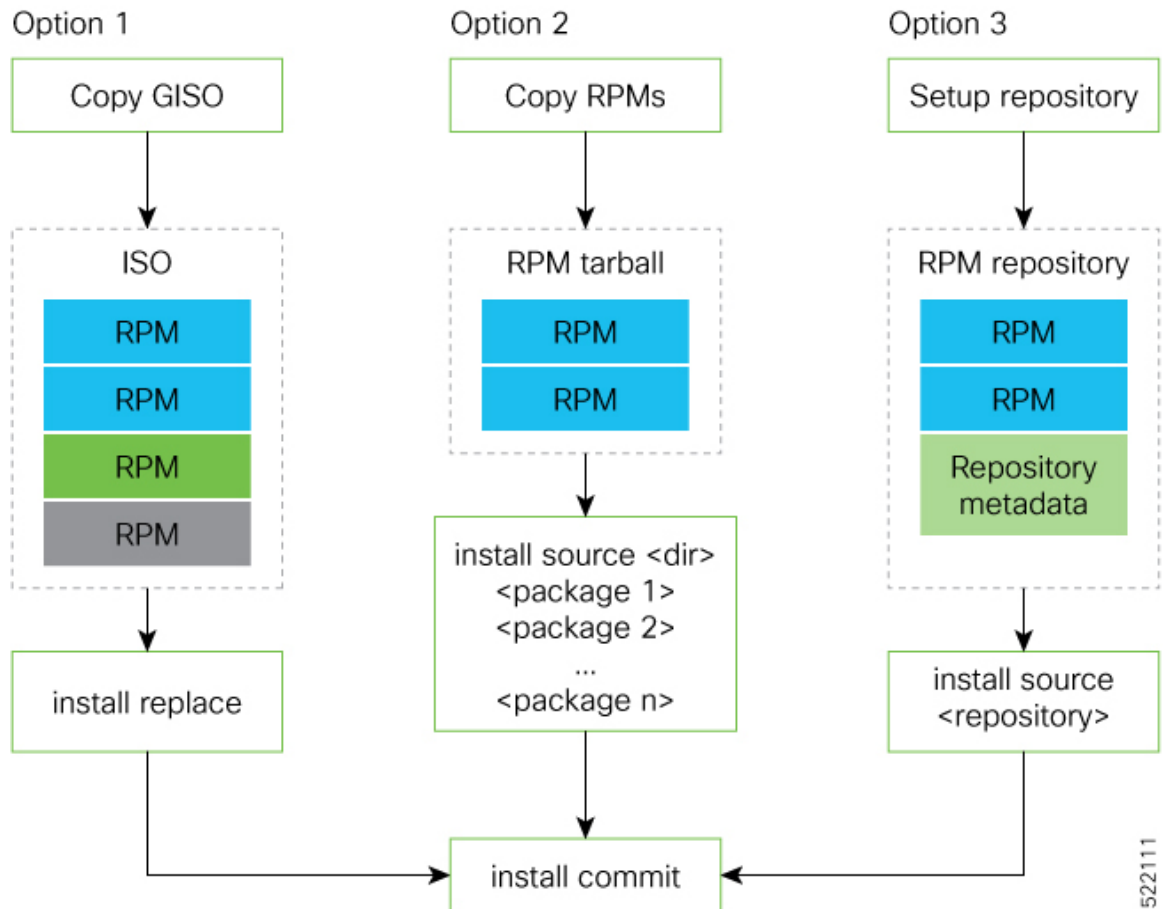 Option 1
Copy GISO
ISO
RPM
RPM
RPM
RPM
install replace
Option 2
Copy RPMs
RPM tarball
RPM
RPM
install source <dir>
<package 1>
<package 2>
...
<package n>
Option 3
Setup repository
RPM repository
RPM
RPM
Repository
metadata
install source
<repository>
install commit
522111